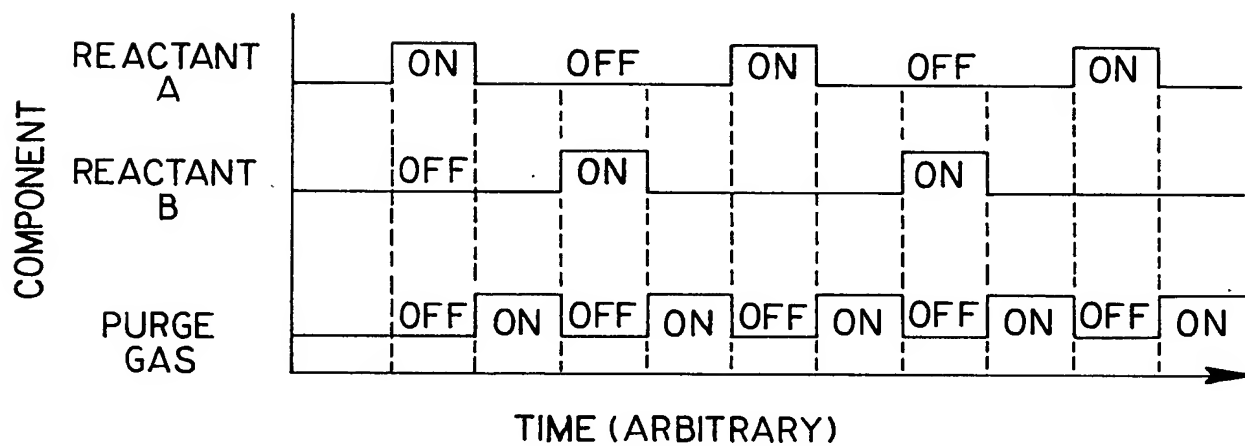 COMPONENT
REACTANT
A
ON OFF ON OFF ON
REACTANT
B
OFF ON ON
PURGE
GAS
OFF ON OFF ON OFF ON OFF ON OFF ON
TIME (ARBITRARY)